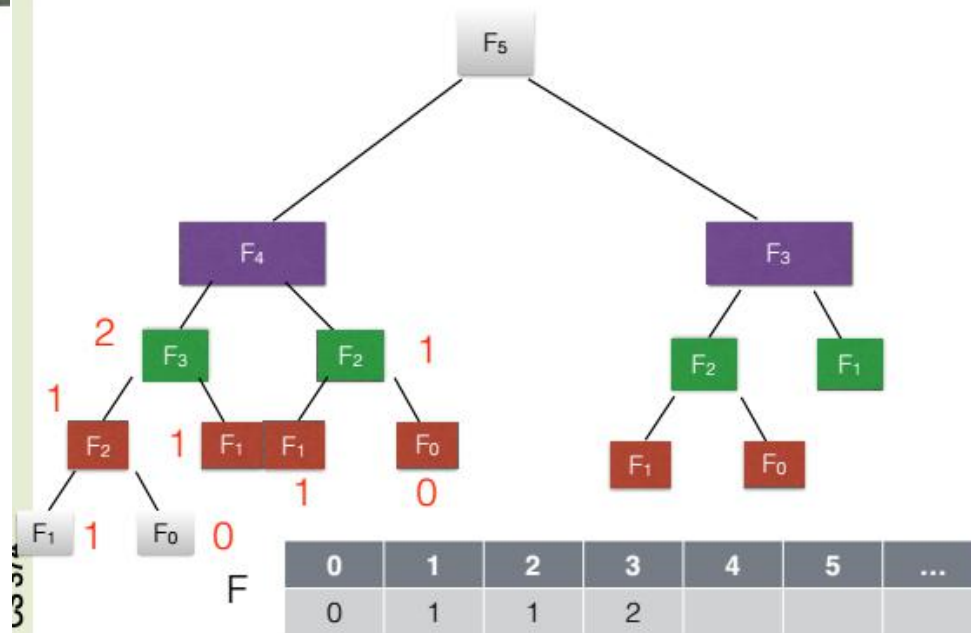 F₅
F₄ F₃
2 F₃ F₂ 1 F₂ F₁
1 F₂ 1 F₁ F₁ F₀ F₁ F₀
1 0
F₁ 1 F₀ 0
F 0 1 2 3 4 5 ...
0 1 1 2